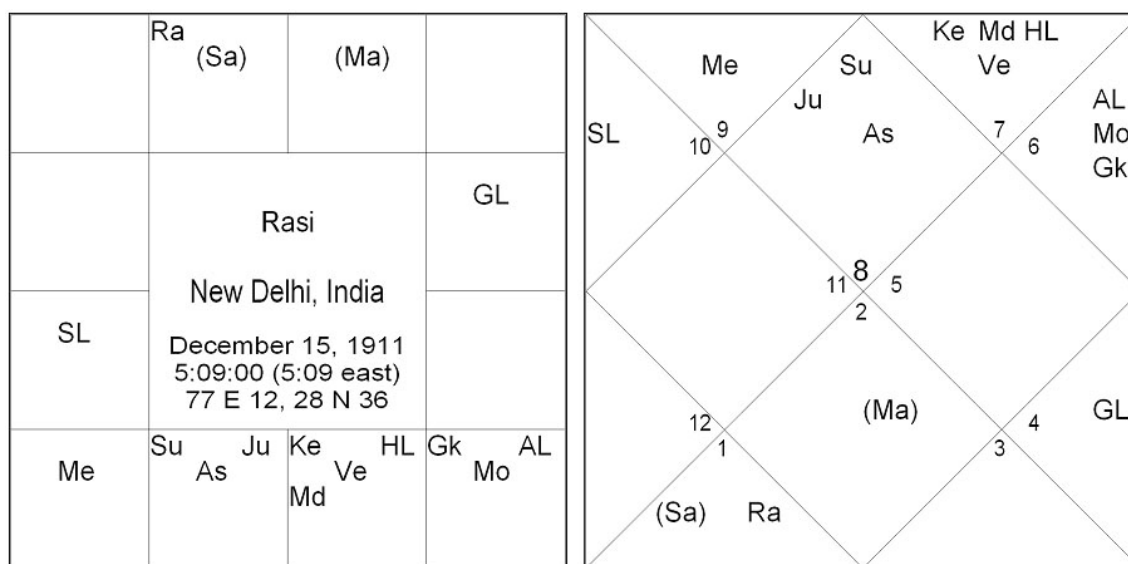 Ra
(Sa)
(Ma)
GL
Rasi
New Delhi, India
December 15, 1911
5:09:00 (5:09 east)
77 E 12, 28 N 36
SL
Me
Su Ju
As
Ke HL
Ve
Md
Gk AL
Mo
Ke Md HL
Ve
Me
Su
Ju
As
AL
Mo
Gk
SL
9
10
7
6
8
11 5
2
(Ma)
GL
12
1
4
3
(Sa) Ra